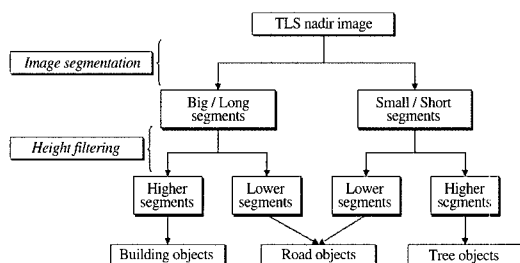 TLS nadir image
Image segmentation
Big / Long
segments
Small / Short
segments
Height filtering
Higher
segments
Lower
segments
Lower
segments
Higher
segments
Building objects
Road objects
Tree objects